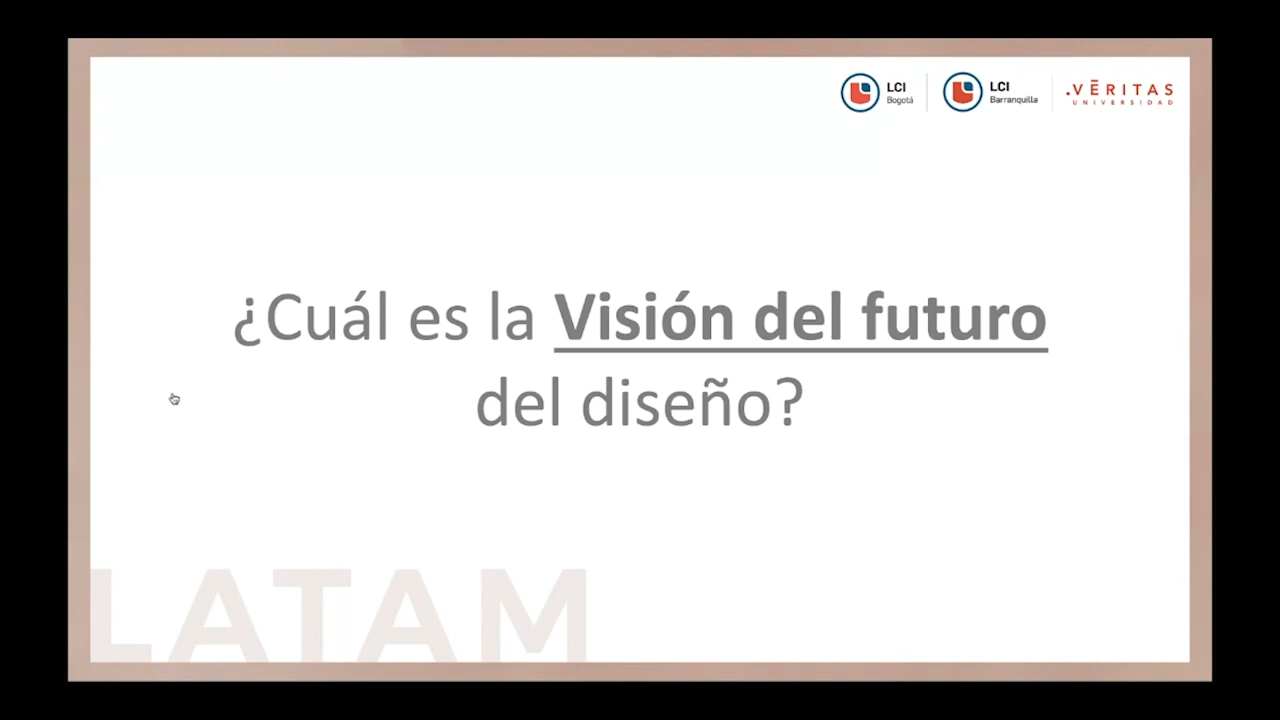 LCI
Bogotá
LCI
Barranquilla
.VĒRITAS
UNIVERSIDAD
¿Cuál es la Visión del futuro
del diseño?
LATAM